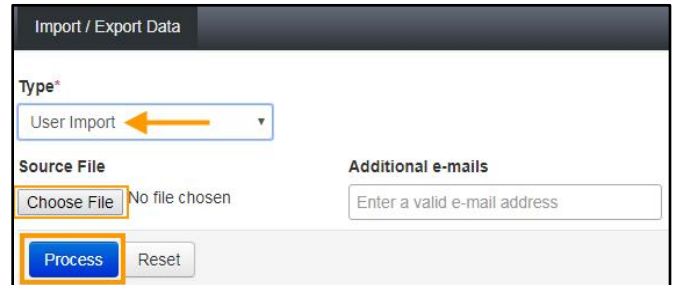 Import / Export Data
Type*
User Import
Source File Additional e-mails
Choose File No file chosen Enter a valid e-mail address
Process Reset